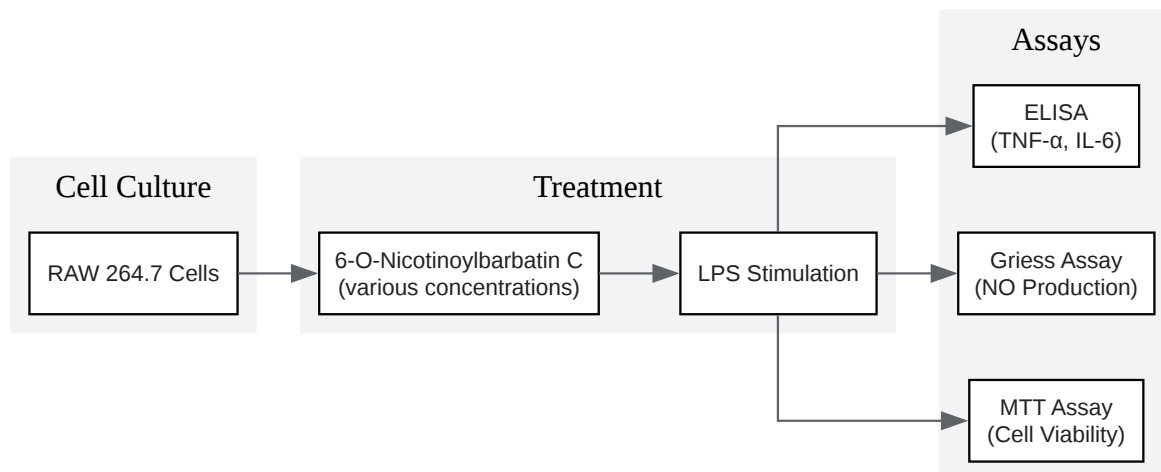 Cell Culture
RAW 264.7 Cells
Treatment
6-O-Nicotinoylbarbatin C
(various concentrations)
LPS Stimulation
Assays
ELISA
(TNF-α, IL-6)
Griess Assay
(NO Production)
MTT Assay
(Cell Viability)